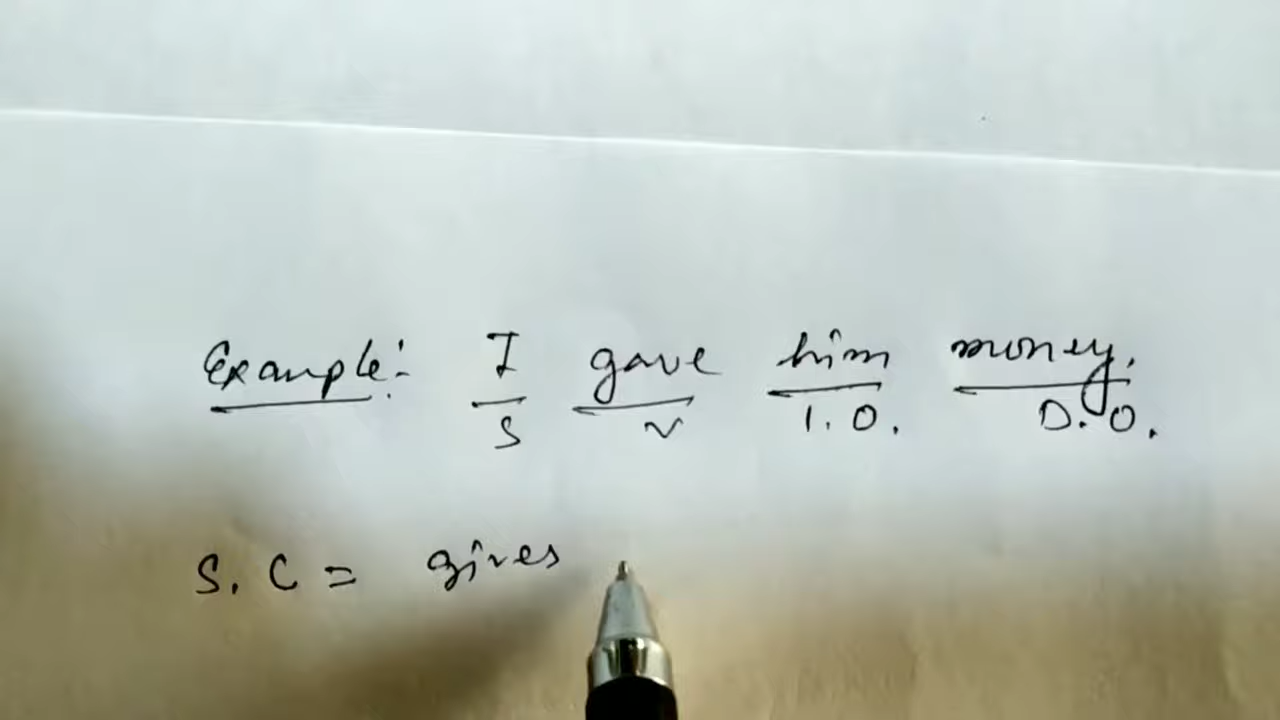 Example:- I gave him money.
S V I.O. D.O.
S.C = gives